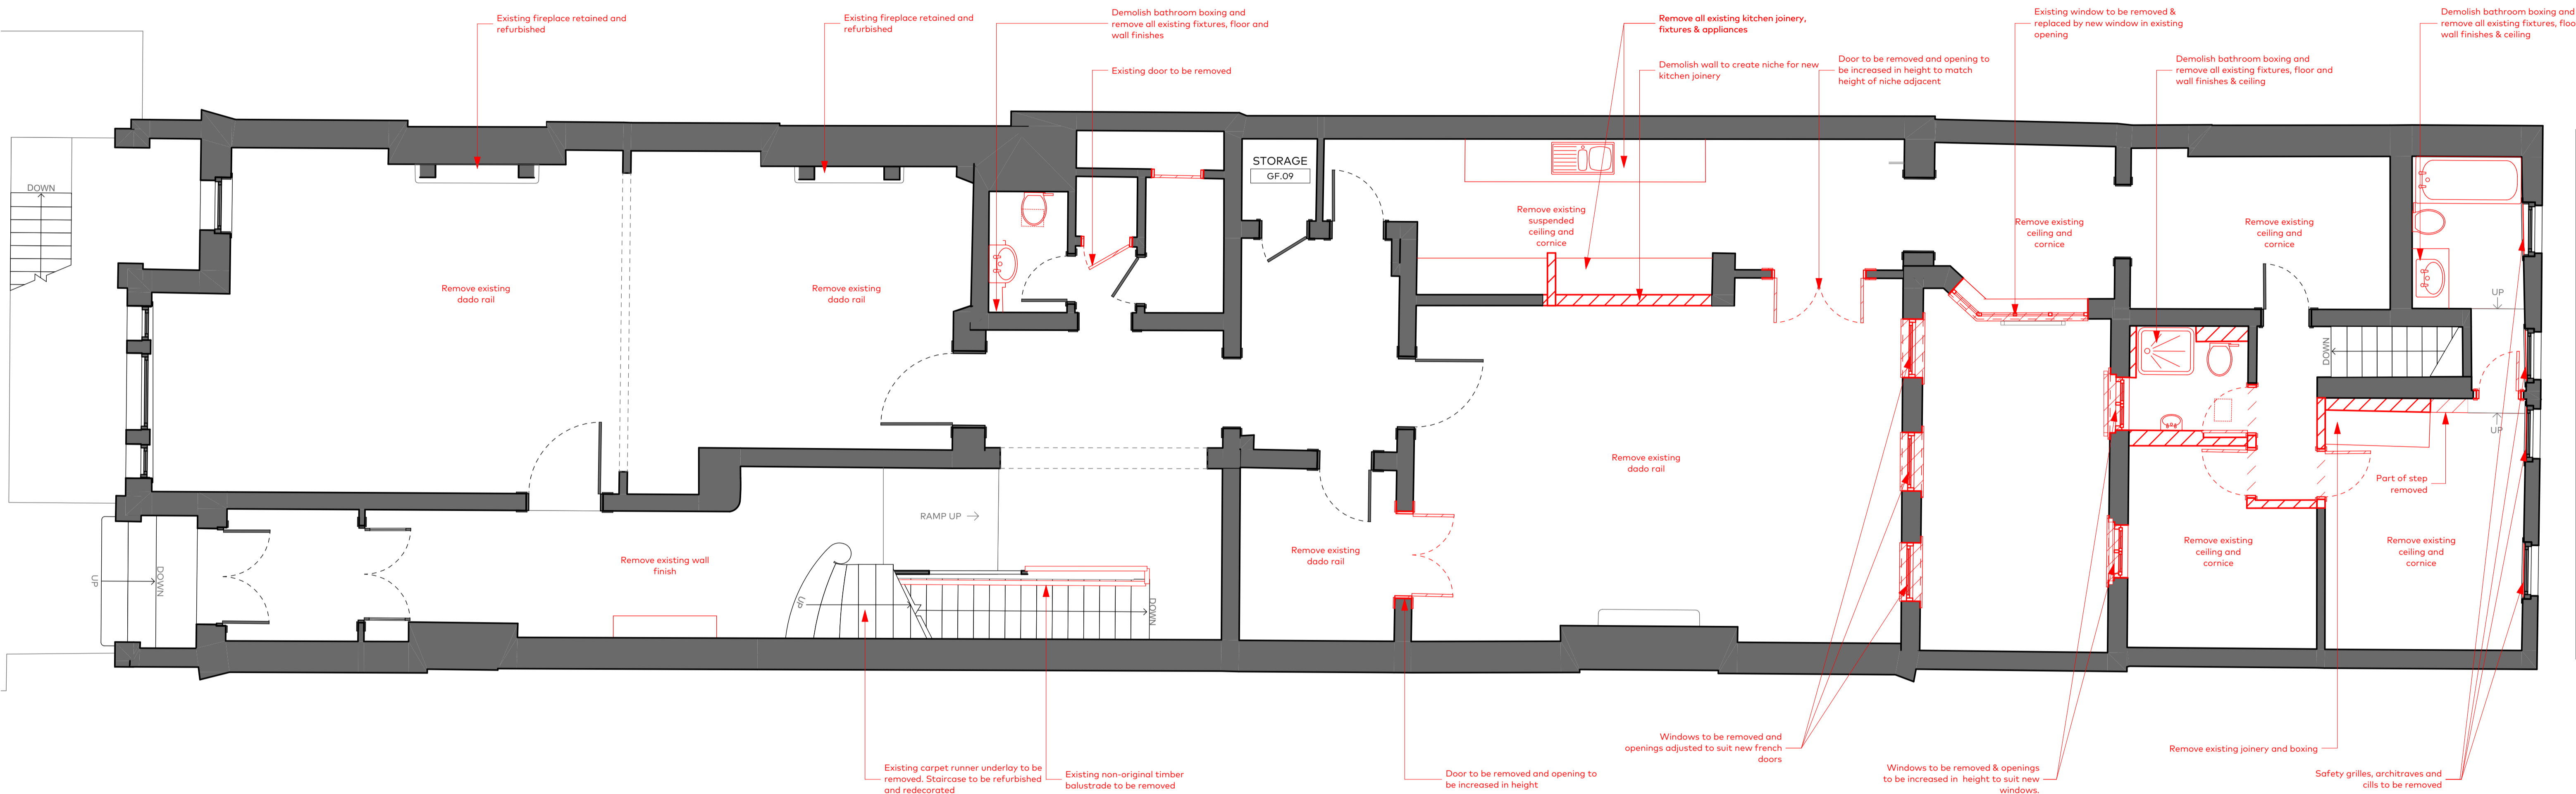 Existing fireplace retained and
refurbished
Existing fireplace retained and
refurbished
Demolish bathroom boxing and
remove all existing fixtures, floor and
wall finishes
Existing door to be removed
Remove all existing kitchen joinery,
fixtures & appliances
Demolish wall to create niche for new
kitchen joinery
Door to be removed and opening to
be increased in height to match
height of niche adjacent
Existing window to be removed &
replaced by new window in existing
opening
Demolish bathroom boxing and
remove all existing fixtures, floor and
wall finishes & ceiling
Demolish bathroom boxing and
remove all existing fixtures, floo
wall finishes & ceiling
DOWN
STORAGE
GF.09
Remove existing
dado rail
Remove existing
dado rail
Remove existing
suspended
ceiling and
cornice
Remove existing
ceiling and
cornice
Remove existing
ceiling and
cornice
UP
DOWN
UP
Remove existing
dado rail
Part of step
removed
RAMP UP
Remove existing wall
finish
Remove existing
dado rail
Remove existing
ceiling and
cornice
Remove existing
ceiling and
cornice
UP
DOWN
UP
DOWN
Existing carpet runner underlay to be
removed. Staircase to be refurbished
and redecorated
Existing non-original timber
balustrade to be removed
Door to be removed and opening to
be increased in height
Windows to be removed and
openings adjusted to suit new french
doors
Windows to be removed & openings
to be increased in height to suit new
windows.
Remove existing joinery and boxing
Safety grilles, architraves and
cills to be removed